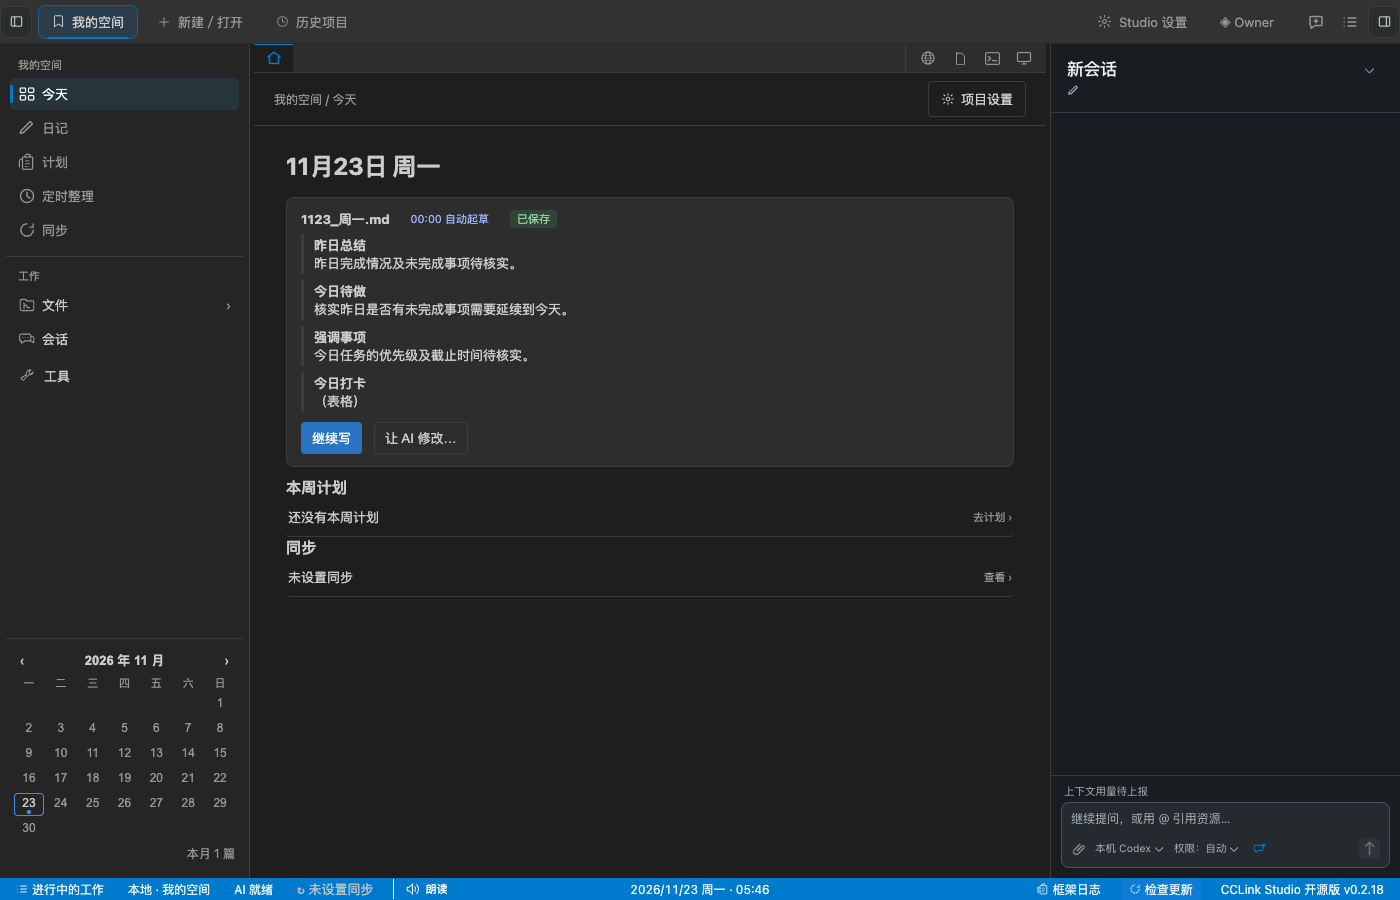 我的空间
新建 / 打开
历史项目
Studio 设置
Owner
我的空间
今天
日记
计划
定时整理
同步
工作
文件
会话
工具
‹ 2026 年 11 月 ›
一 二 三 四 五 六 日
1
2 3 4 5 6 7 8
9 10 11 12 13 14 15
16 17 18 19 20 21 22
23 24 25 26 27 28 29
30
本月 1 篇
我的空间 / 今天
项目设置
11月23日 周一
1123_周一.md 00:00 自动起草 已保存
昨日总结
昨日完成情况及未完成事项待核实。
今日待做
核实昨日是否有未完成事项需要延续到今天。
强调事项
今日任务的优先级及截止时间待核实。
今日打卡
（表格）
继续写
让 AI 修改...
本周计划
还没有本周计划
去计划 ›
同步
未设置同步
查看 ›
新会话
上下文用量待上报
继续提问，或用 @ 引用资源...
本机 Codex
权限：自动
进行中的工作
本地 · 我的空间
AI 就绪
未设置同步
朗读
2026/11/23 周一 · 05:46
框架日志
检查更新
CCLink Studio 开源版 v0.2.18